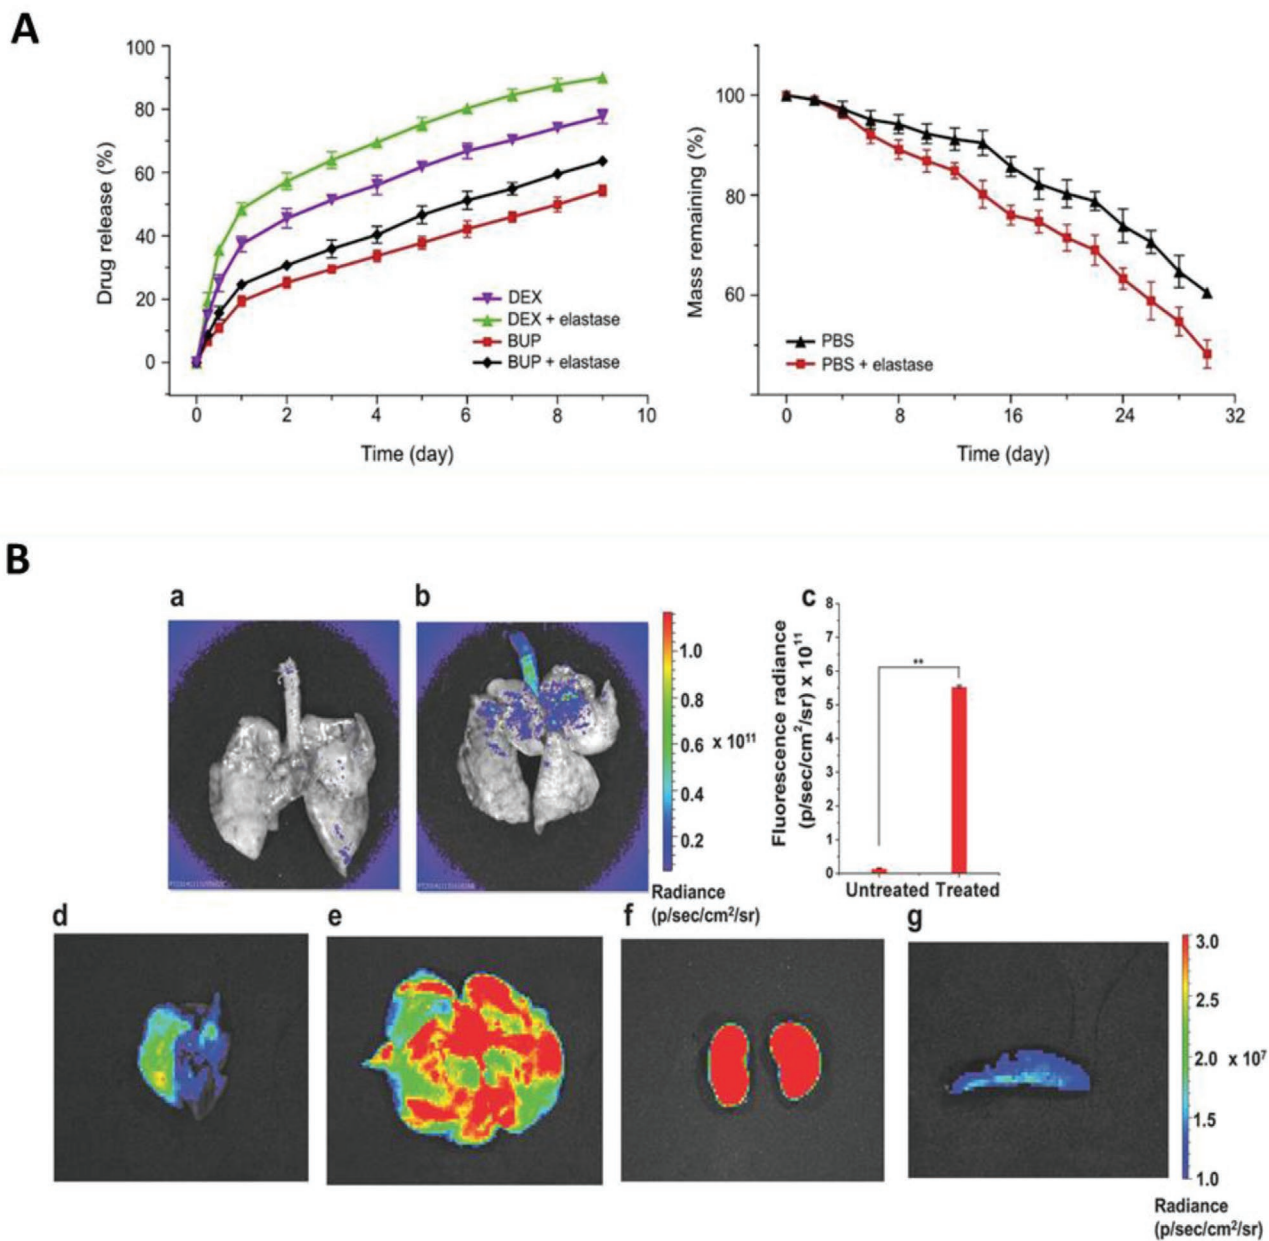 A
100
80
60
40
20
0
Drug release (%)
DEX
DEX + elastase
BUP
BUP + elastase
0 2 4 6 8 10
Time (day)
100
80
60
Mass remaining (%)
PBS
PBS + elastase
0 8 16 24 32
Time (day)
B
a
b
1.0
0.8
0.6 x 10¹¹
0.4
0.2
Radiance
(p/sec/cm²/sr)
c
8
7
6
5
4
3
2
1
0
Fluorescence radiance
(p/sec/cm²/sr) x 10¹¹
**
Untreated Treated
d
e
f
g
3.0
2.5
2.0 x 10⁷
1.5
1.0
Radiance
(p/sec/cm²/sr)